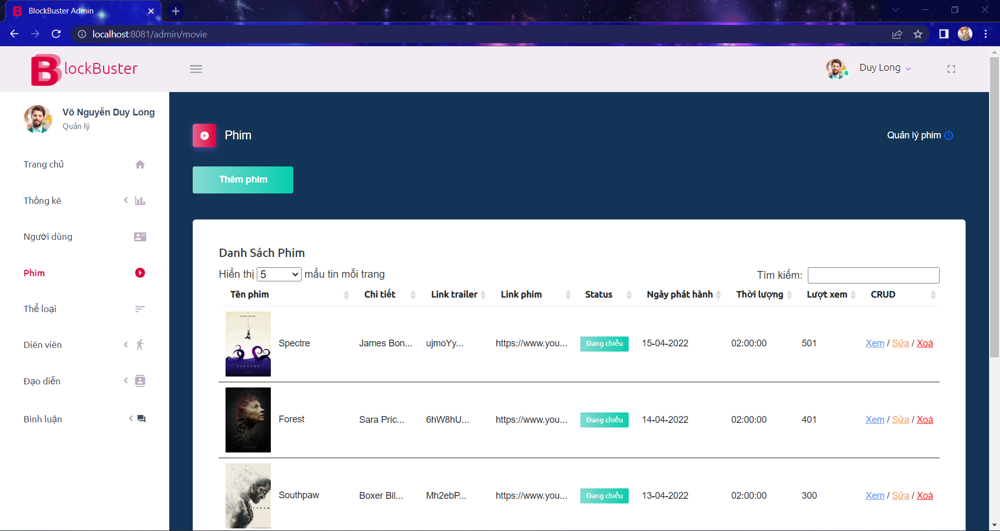 BlockBuster Admin
localhost:8081/admin/movie
BlockBuster
Duy Long
Võ Nguyễn Duy Long
Quản lý
Trang chủ
Thống kê
Người dùng
Phim
Thể loại
Diên viên
Đạo diễn
Bình luận
Phim
Quản lý phim
Thêm phim
Danh Sách Phim
Hiển thị 5 mẩu tin mỗi trang
Tìm kiếm:
Tên phim Chi tiết Link trailer Link phim Status Ngày phát hành Thời lượng Lượt xem CRUD
Spectre James Bon... ujmoYy... https://www.you... Đang chiếu 15-04-2022 02:00:00 501 Xem / Sửa / Xoá
SPECTRE
Forest Sara Pric... 6hW8hU... https://www.you... Đang chiếu 14-04-2022 02:00:00 401 Xem / Sửa / Xoá
Southpaw Boxer Bil... Mh2ebP... https://www.you... Đang chiếu 13-04-2022 02:00:00 300 Xem / Sửa / Xoá
SOUTHPAW